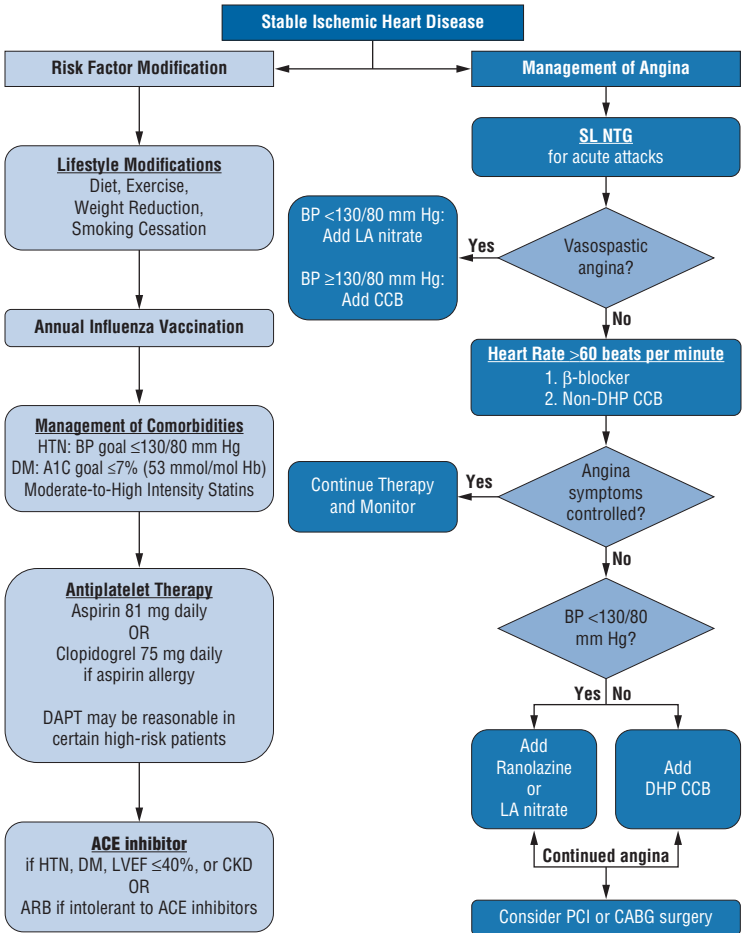 Stable Ischemic Heart Disease
Risk Factor Modification
Lifestyle Modifications
Diet, Exercise,
Weight Reduction,
Smoking Cessation
Annual Influenza Vaccination
Management of Comorbidities
HTN: BP goal ≤130/80 mm Hg
DM: A1C goal ≤7% (53 mmol/mol Hb)
Moderate-to-High Intensity Statins
Antiplatelet Therapy
Aspirin 81 mg daily
OR
Clopidogrel 75 mg daily
if aspirin allergy
DAPT may be reasonable in
certain high-risk patients
ACE inhibitor
if HTN, DM, LVEF ≤40%, or CKD
OR
ARB if intolerant to ACE inhibitors
Management of Angina
SL NTG
for acute attacks
Vasospastic
angina?
Yes
BP <130/80 mm Hg:
Add LA nitrate
BP ≥130/80 mm Hg:
Add CCB
No
Heart Rate >60 beats per minute
1. β-blocker
2. Non-DHP CCB
Angina
symptoms
controlled?
Yes
Continue Therapy
and Monitor
No
BP <130/80
mm Hg?
Yes No
Add
Ranolazine
or
LA nitrate
Add
DHP CCB
Continued angina
Consider PCI or CABG surgery